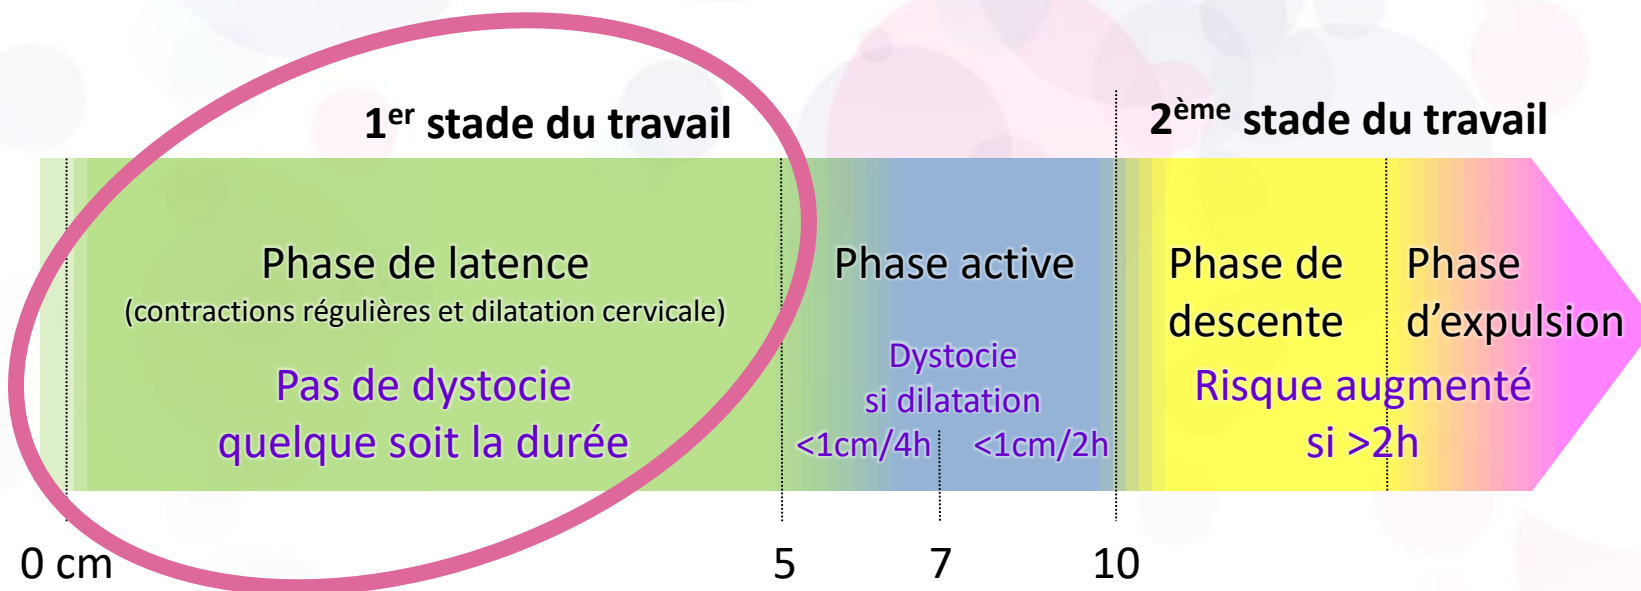 1er stade du travail
2ème stade du travail
Phase de latence
(contractions régulières et dilatation cervicale)
Pas de dystocie
quelque soit la durée
Phase active
Dystocie
si dilatation
<1cm/4h
<1cm/2h
Phase de
descente
Phase
d’expulsion
Risque augmenté
si >2h
0 cm
5
7
10